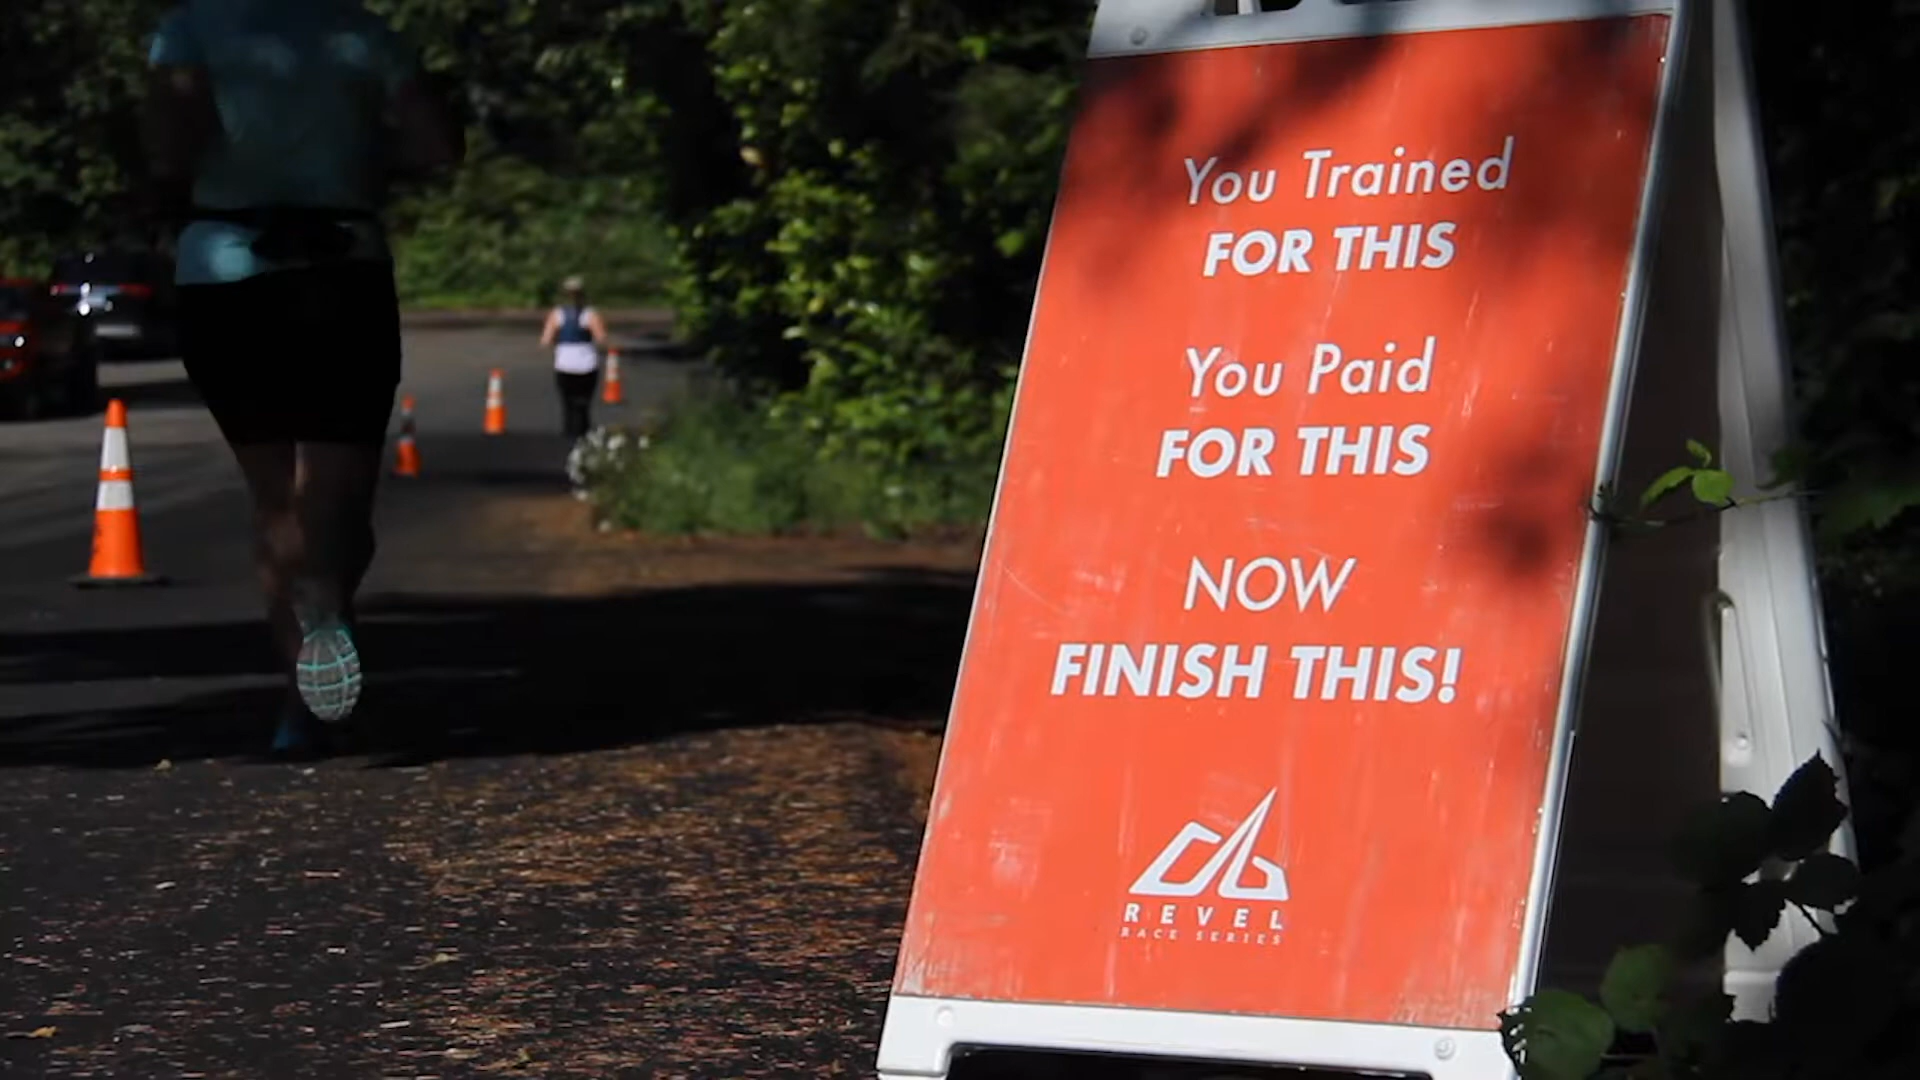 You Trained
FOR THIS
You Paid
FOR THIS
NOW
FINISH THIS!
REVEL
RACE SERIES